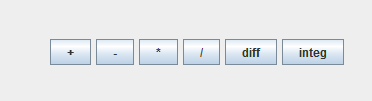 + - * / diff integ